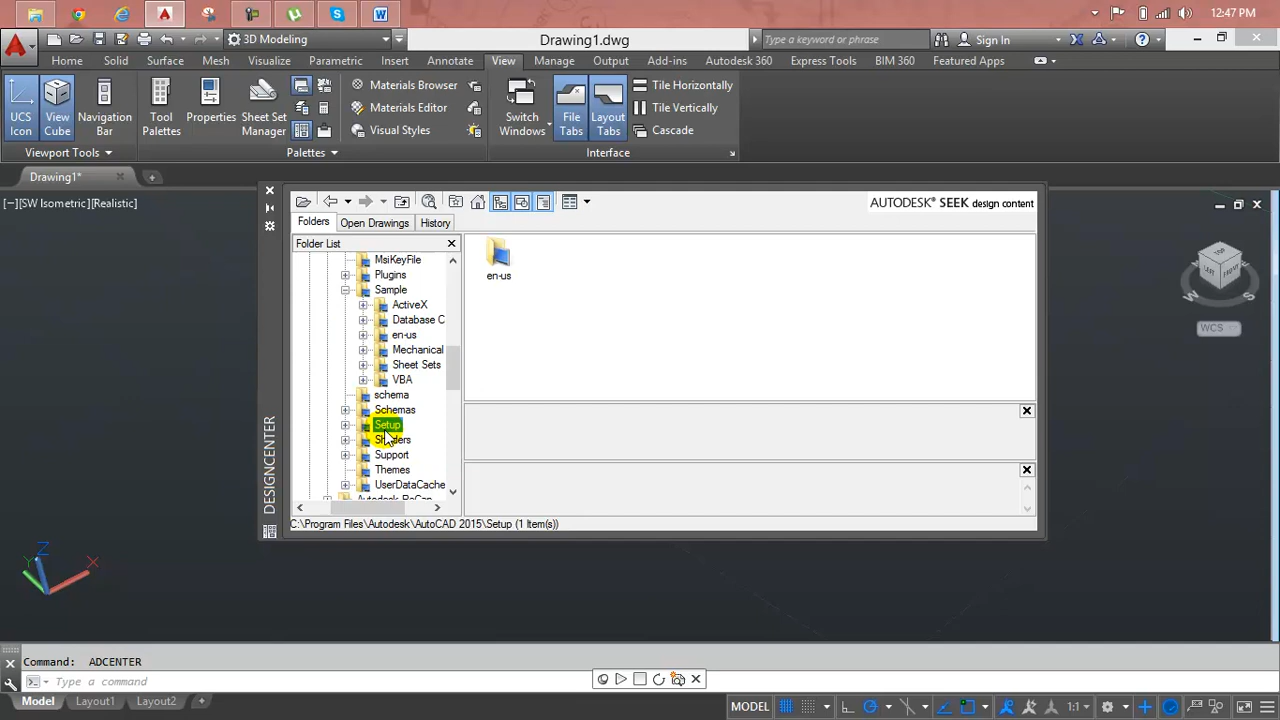 12:47 PM
3D Modeling
Drawing1.dwg
Type a keyword or phrase
Sign In
Home Solid Surface Mesh Visualize Parametric Insert Annotate View Manage Output Add-ins Autodesk 360 Express Tools BIM 360 Featured Apps
UCS Icon
View Cube
Navigation Bar
Tool Palettes
Properties
Sheet Set Manager
Materials Browser
Materials Editor
Visual Styles
Switch Windows
File Tabs
Layout Tabs
Tile Horizontally
Tile Vertically
Cascade
Viewport Tools
Palettes
Interface
Drawing1*
[–][SW Isometric][Realistic]
AUTODESK® SEEK design content
Folders Open Drawings History
Folder List
MsiKeyFile
Plugins
Sample
ActiveX
Database C
en-us
Mechanical
Sheet Sets
VBA
schema
Schemas
Setup
Shaders
Support
Themes
UserDataCache
Autodesk ReCap
en-us
DESIGNCENTER
C:\Program Files\Autodesk\AutoCAD 2015\Setup (1 Item(s))
TOP
LEFT
FRONT
W
S
WCS
Z
Y
X
Command: ADCENTER
Type a command
Model Layout1 Layout2 +
MODEL
1:1